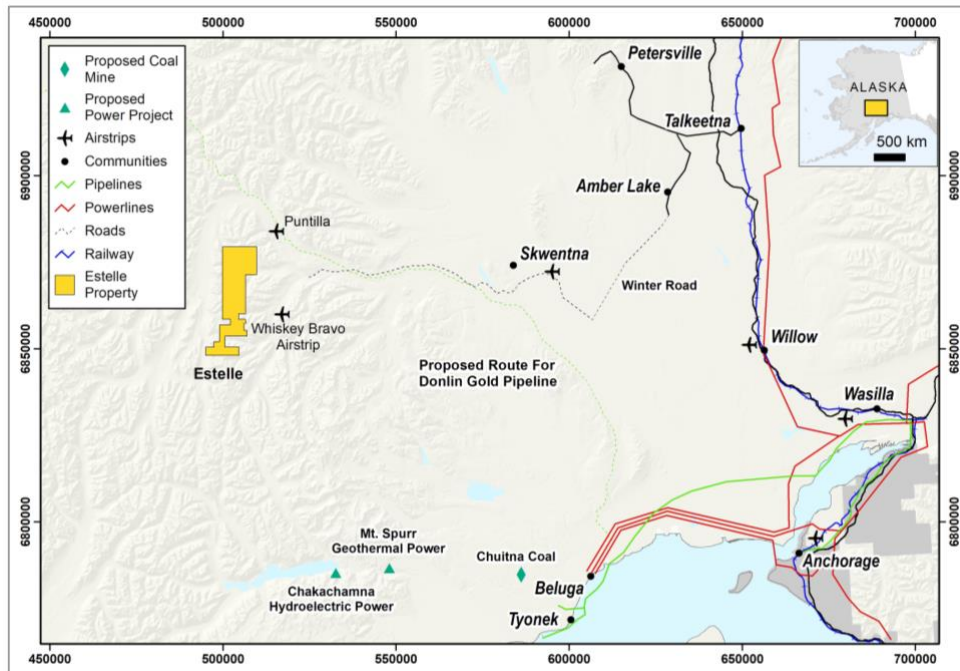 450000 500000 550000 600000 650000 700000
Proposed Coal
Mine
Proposed
Power Project
Airstrips
Communities
Pipelines
Powerlines
Roads
Railway
Estelle
Property
ALASKA
500 km
Petersville
Talkeetna
Amber Lake
Puntilla
Skwentna
Winter Road
Whiskey Bravo
Airstrip
Estelle
Willow
Proposed Route For
Donlin Gold Pipeline
Wasilla
Mt. Spurr
Geothermal Power
Chuitna Coal
Chakachamna
Hydroelectric Power
Beluga
Anchorage
Tyonek
6900000
6850000
6800000
6900000
6850000
6800000
450000 500000 550000 600000 650000 700000